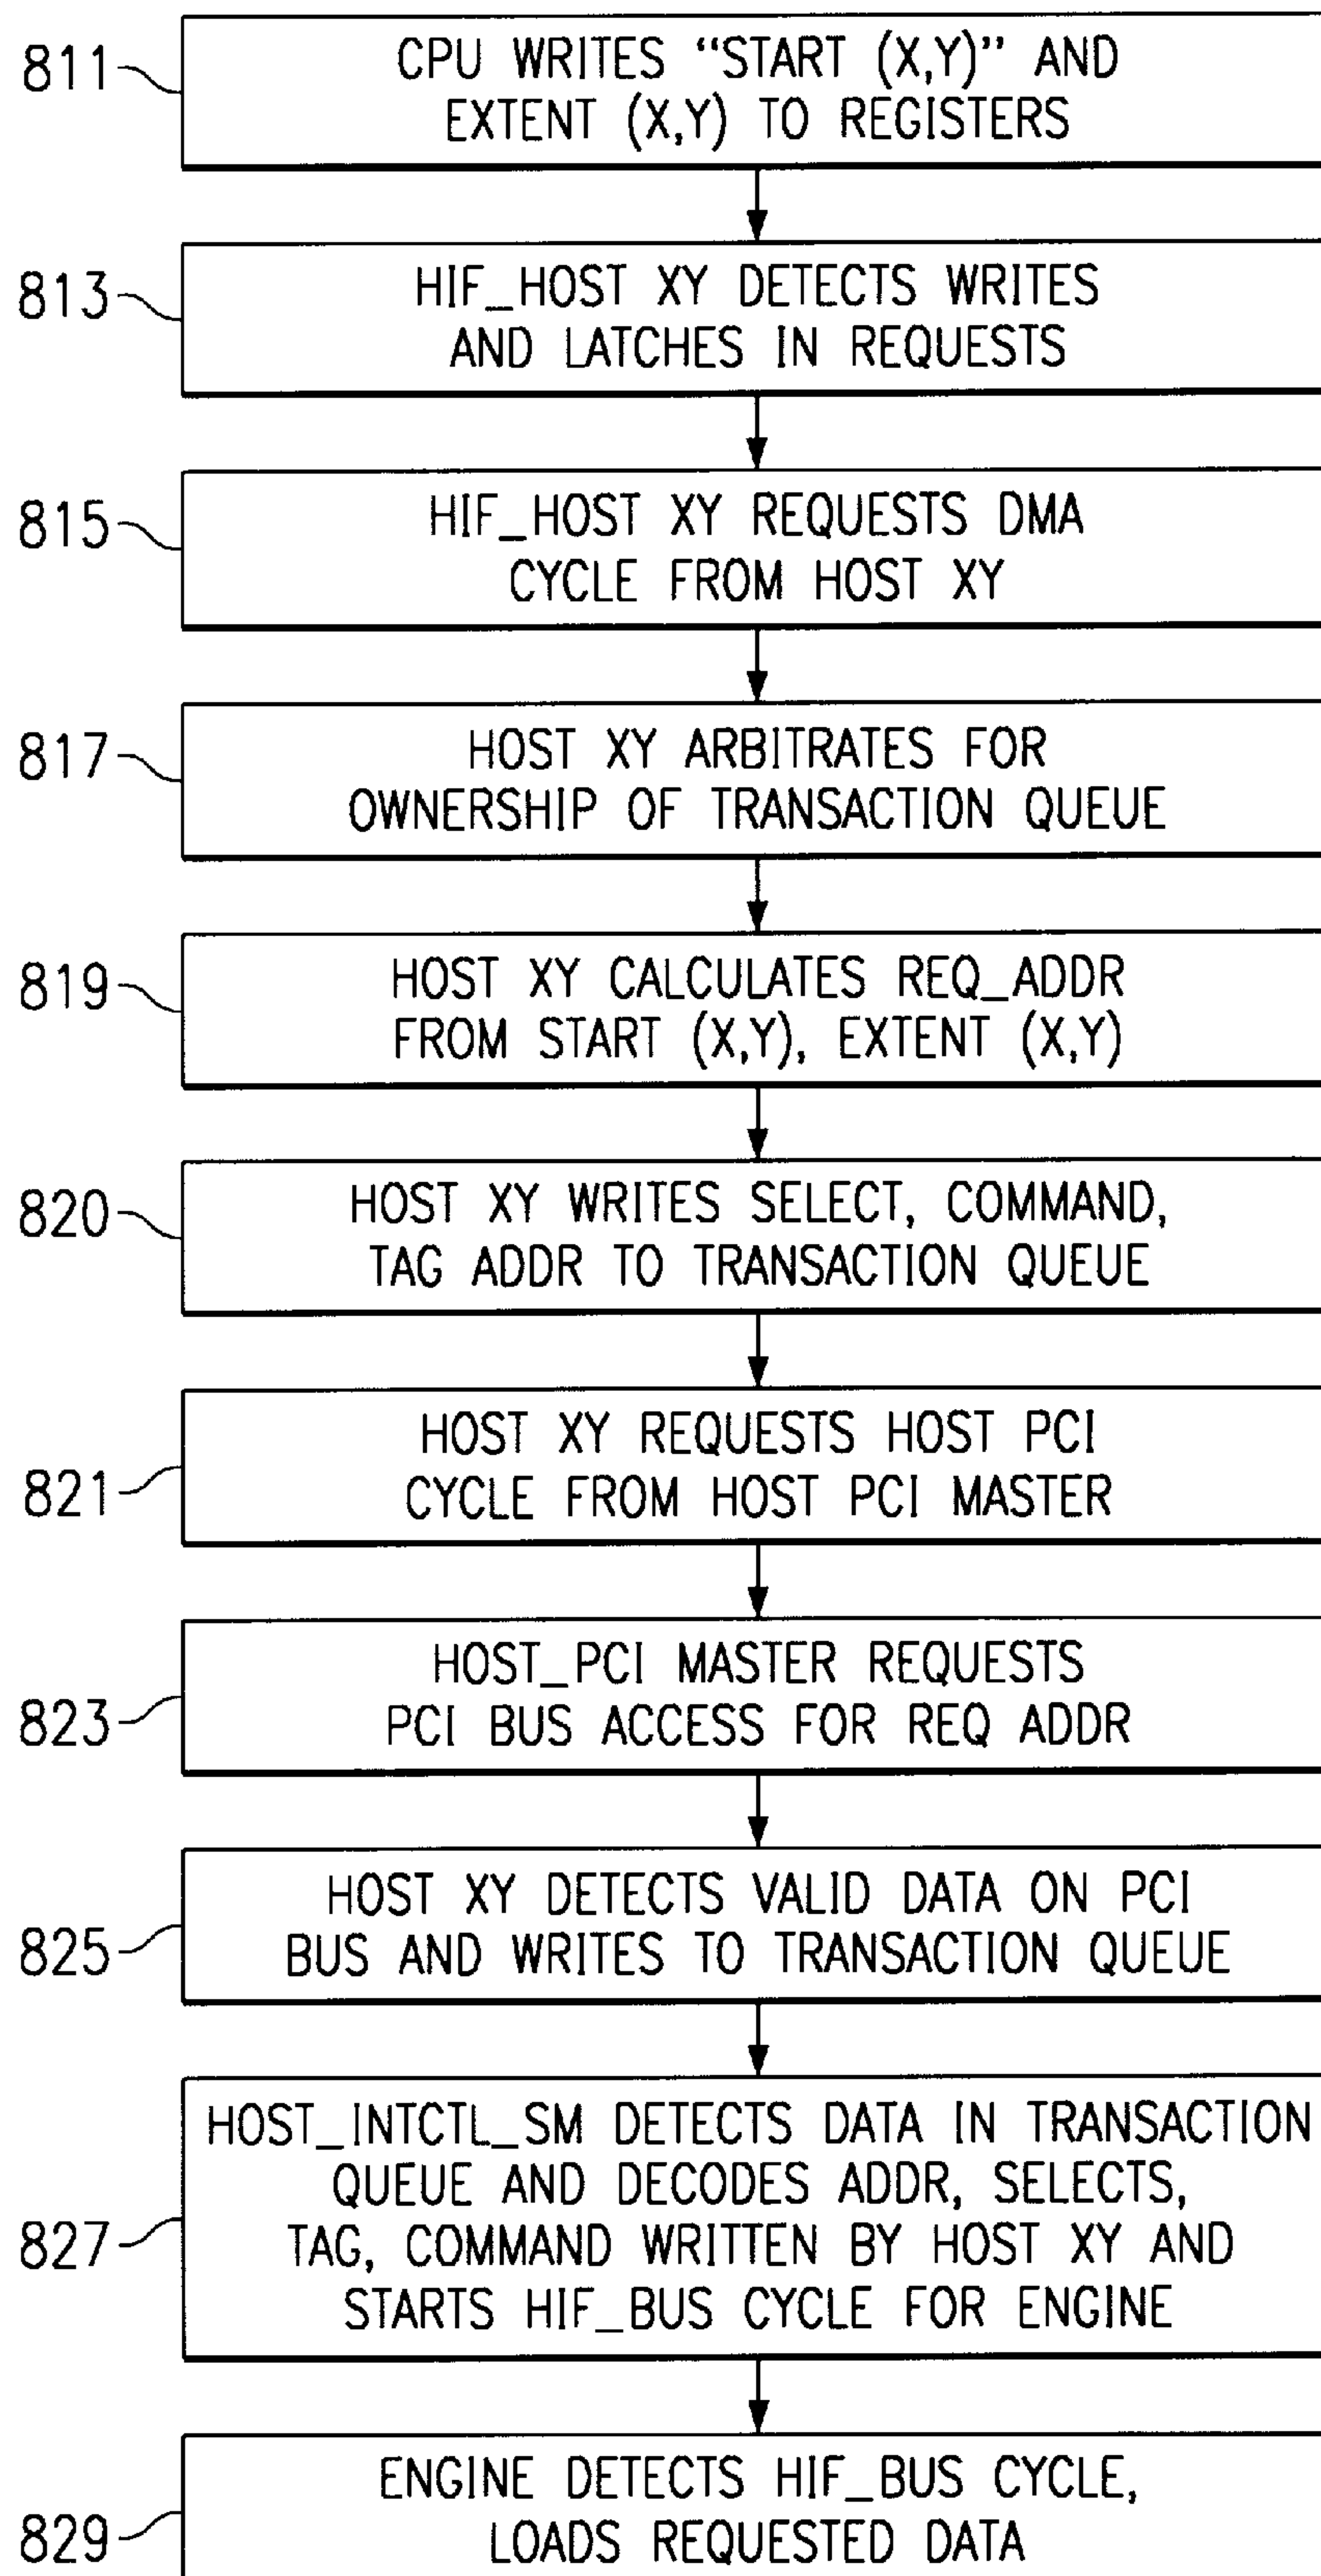 811
CPU WRITES “START (X,Y)” AND
EXTENT (X,Y) TO REGISTERS
813
HIF_HOST XY DETECTS WRITES
AND LATCHES IN REQUESTS
815
HIF_HOST XY REQUESTS DMA
CYCLE FROM HOST XY
817
HOST XY ARBITRATES FOR
OWNERSHIP OF TRANSACTION QUEUE
819
HOST XY CALCULATES REQ_ADDR
FROM START (X,Y), EXTENT (X,Y)
820
HOST XY WRITES SELECT, COMMAND,
TAG ADDR TO TRANSACTION QUEUE
821
HOST XY REQUESTS HOST PCI
CYCLE FROM HOST PCI MASTER
823
HOST_PCI MASTER REQUESTS
PCI BUS ACCESS FOR REQ ADDR
825
HOST XY DETECTS VALID DATA ON PCI
BUS AND WRITES TO TRANSACTION QUEUE
827
HOST_INTCTL_SM DETECTS DATA IN TRANSACTION
QUEUE AND DECODES ADDR, SELECTS,
TAG, COMMAND WRITTEN BY HOST XY AND
STARTS HIF_BUS CYCLE FOR ENGINE
829
ENGINE DETECTS HIF_BUS CYCLE,
LOADS REQUESTED DATA